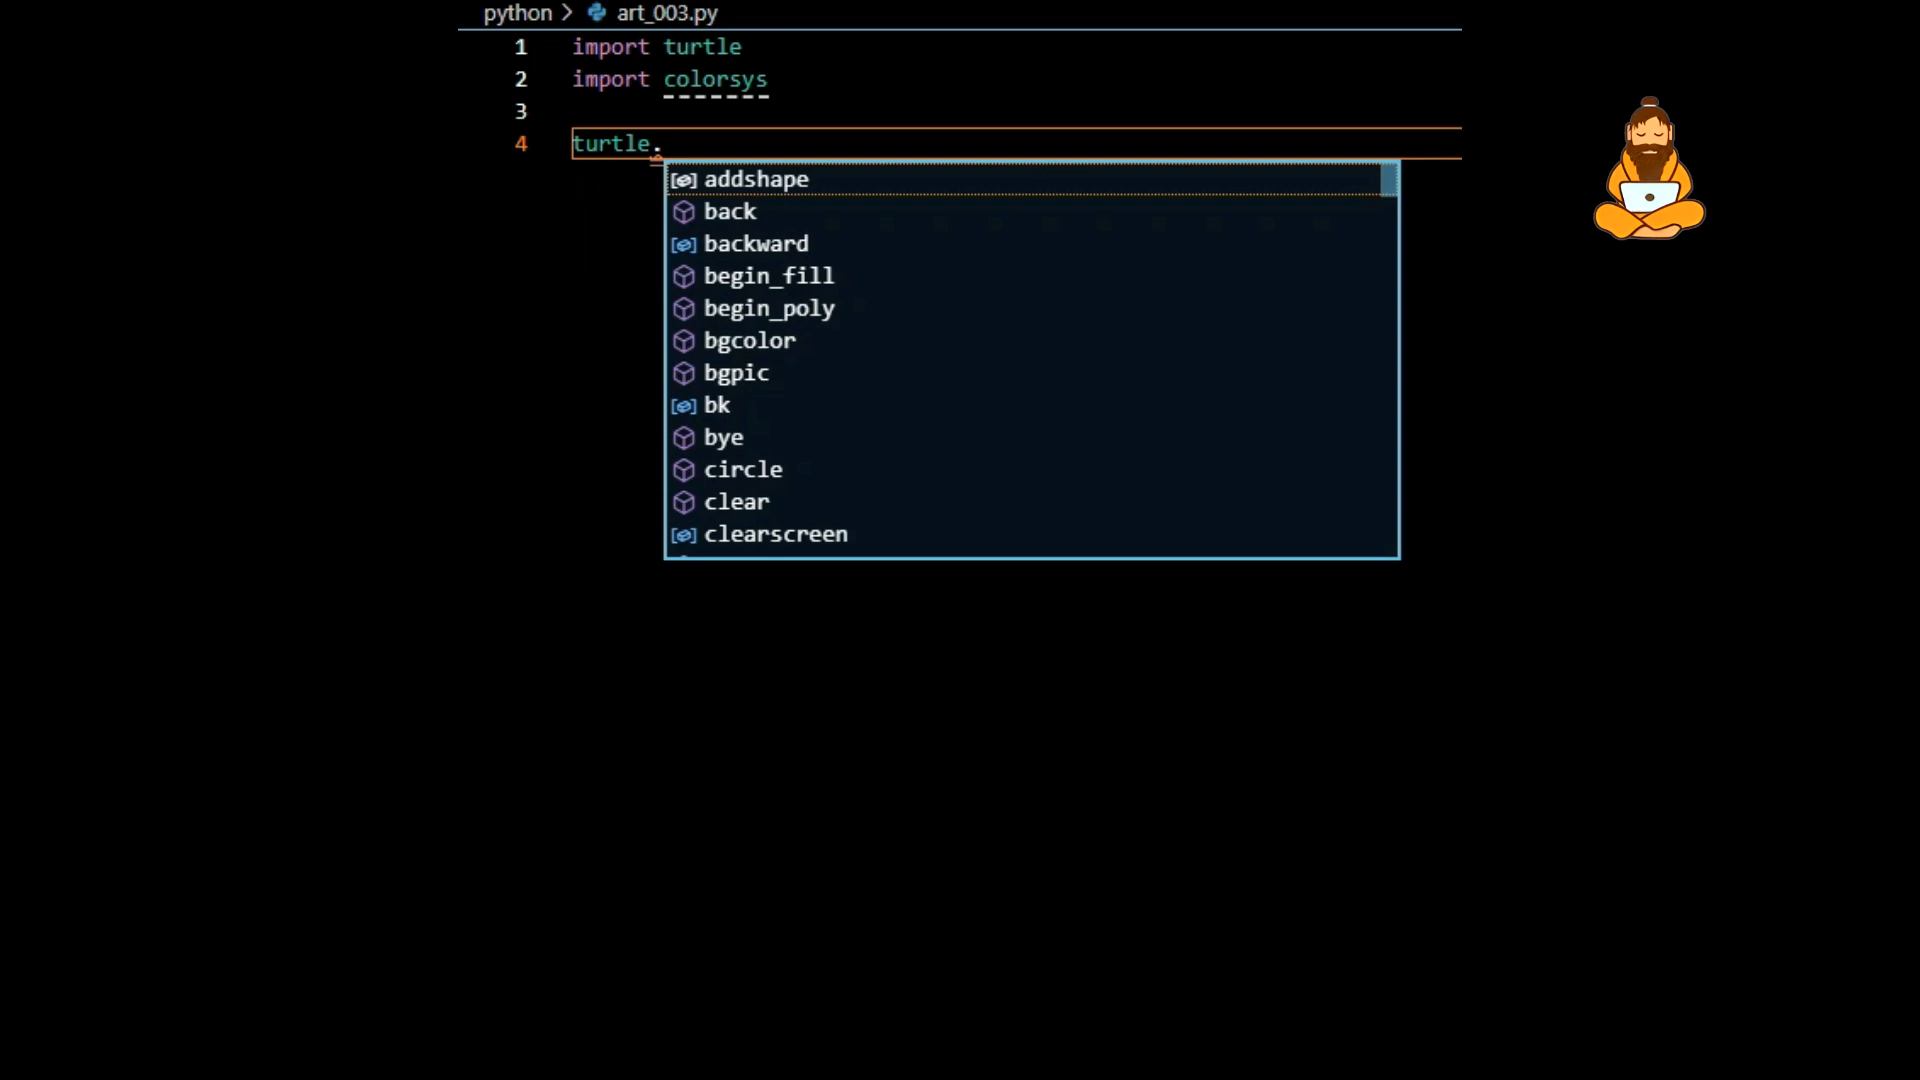 python > art_003.py
1 import turtle
2 import colorsys
3
4 turtle.
addshape
back
backward
begin_fill
begin_poly
bgcolor
bgpic
bk
bye
circle
clear
clearscreen